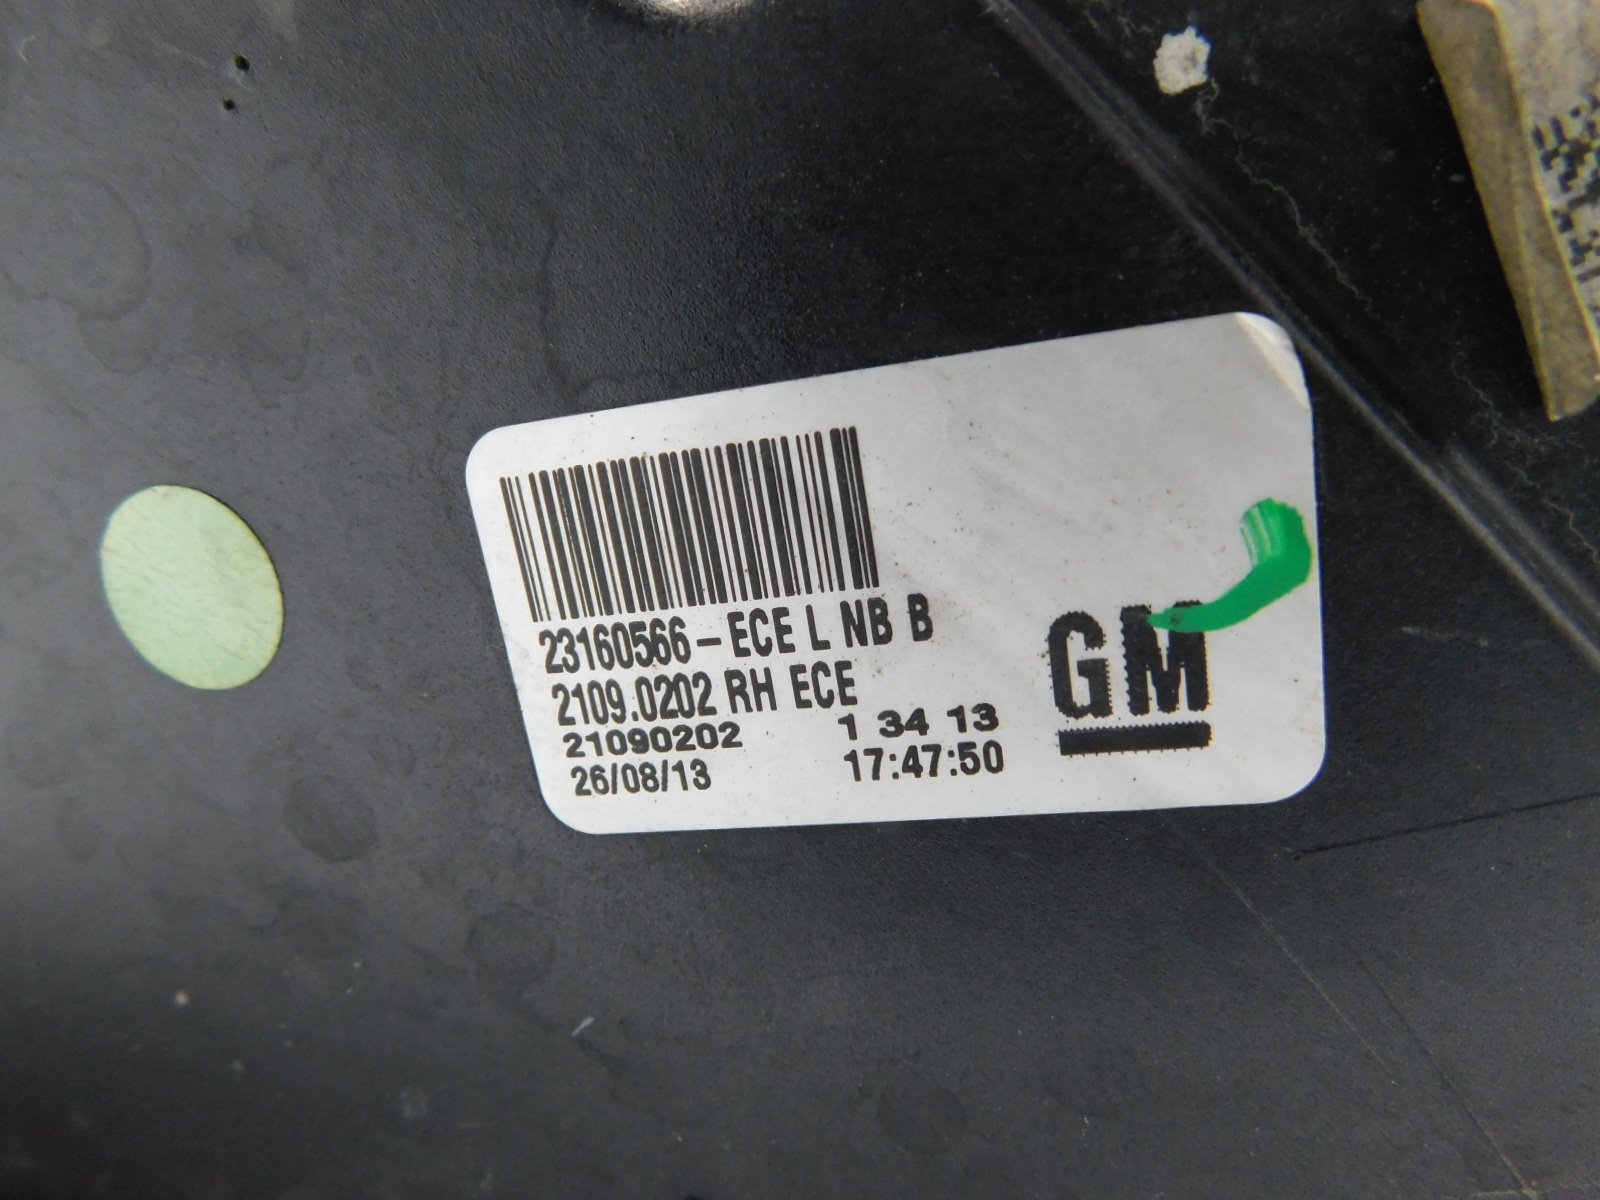 23160566-ECE L NB B
2109.0202 RH ECE
21090202 1 34 13
26/08/13 17:47:50
GM